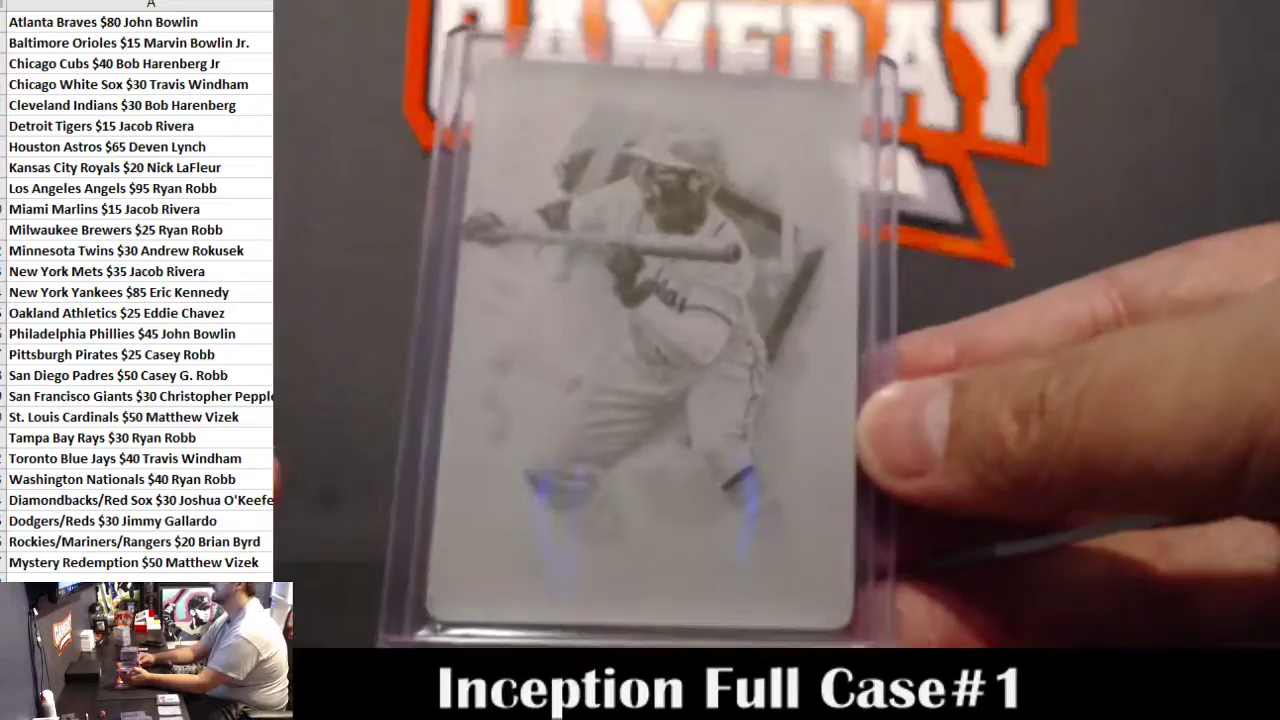 A
Atlanta Braves $80 John Bowlin
Baltimore Orioles $15 Marvin Bowlin Jr.
Chicago Cubs $40 Bob Harenberg Jr
Chicago White Sox $30 Travis Windham
Cleveland Indians $30 Bob Harenberg
Detroit Tigers $15 Jacob Rivera
Houston Astros $65 Deven Lynch
Kansas City Royals $20 Nick LaFleur
Los Angeles Angels $95 Ryan Robb
Miami Marlins $15 Jacob Rivera
Milwaukee Brewers $25 Ryan Robb
Minnesota Twins $30 Andrew Rokusek
New York Mets $35 Jacob Rivera
New York Yankees $85 Eric Kennedy
Oakland Athletics $25 Eddie Chavez
Philadelphia Phillies $45 John Bowlin
Pittsburgh Pirates $25 Casey Robb
San Diego Padres $50 Casey G. Robb
San Francisco Giants $30 Christopher Pepple
St. Louis Cardinals $50 Matthew Vizek
Tampa Bay Rays $30 Ryan Robb
Toronto Blue Jays $40 Travis Windham
Washington Nationals $40 Ryan Robb
Diamondbacks/Red Sox $30 Joshua O'Keefe
Dodgers/Reds $30 Jimmy Gallardo
Rockies/Mariners/Rangers $20 Brian Byrd
Mystery Redemption $50 Matthew Vizek
GAMEDAY
GAMEDAY
Inception Full Case#1